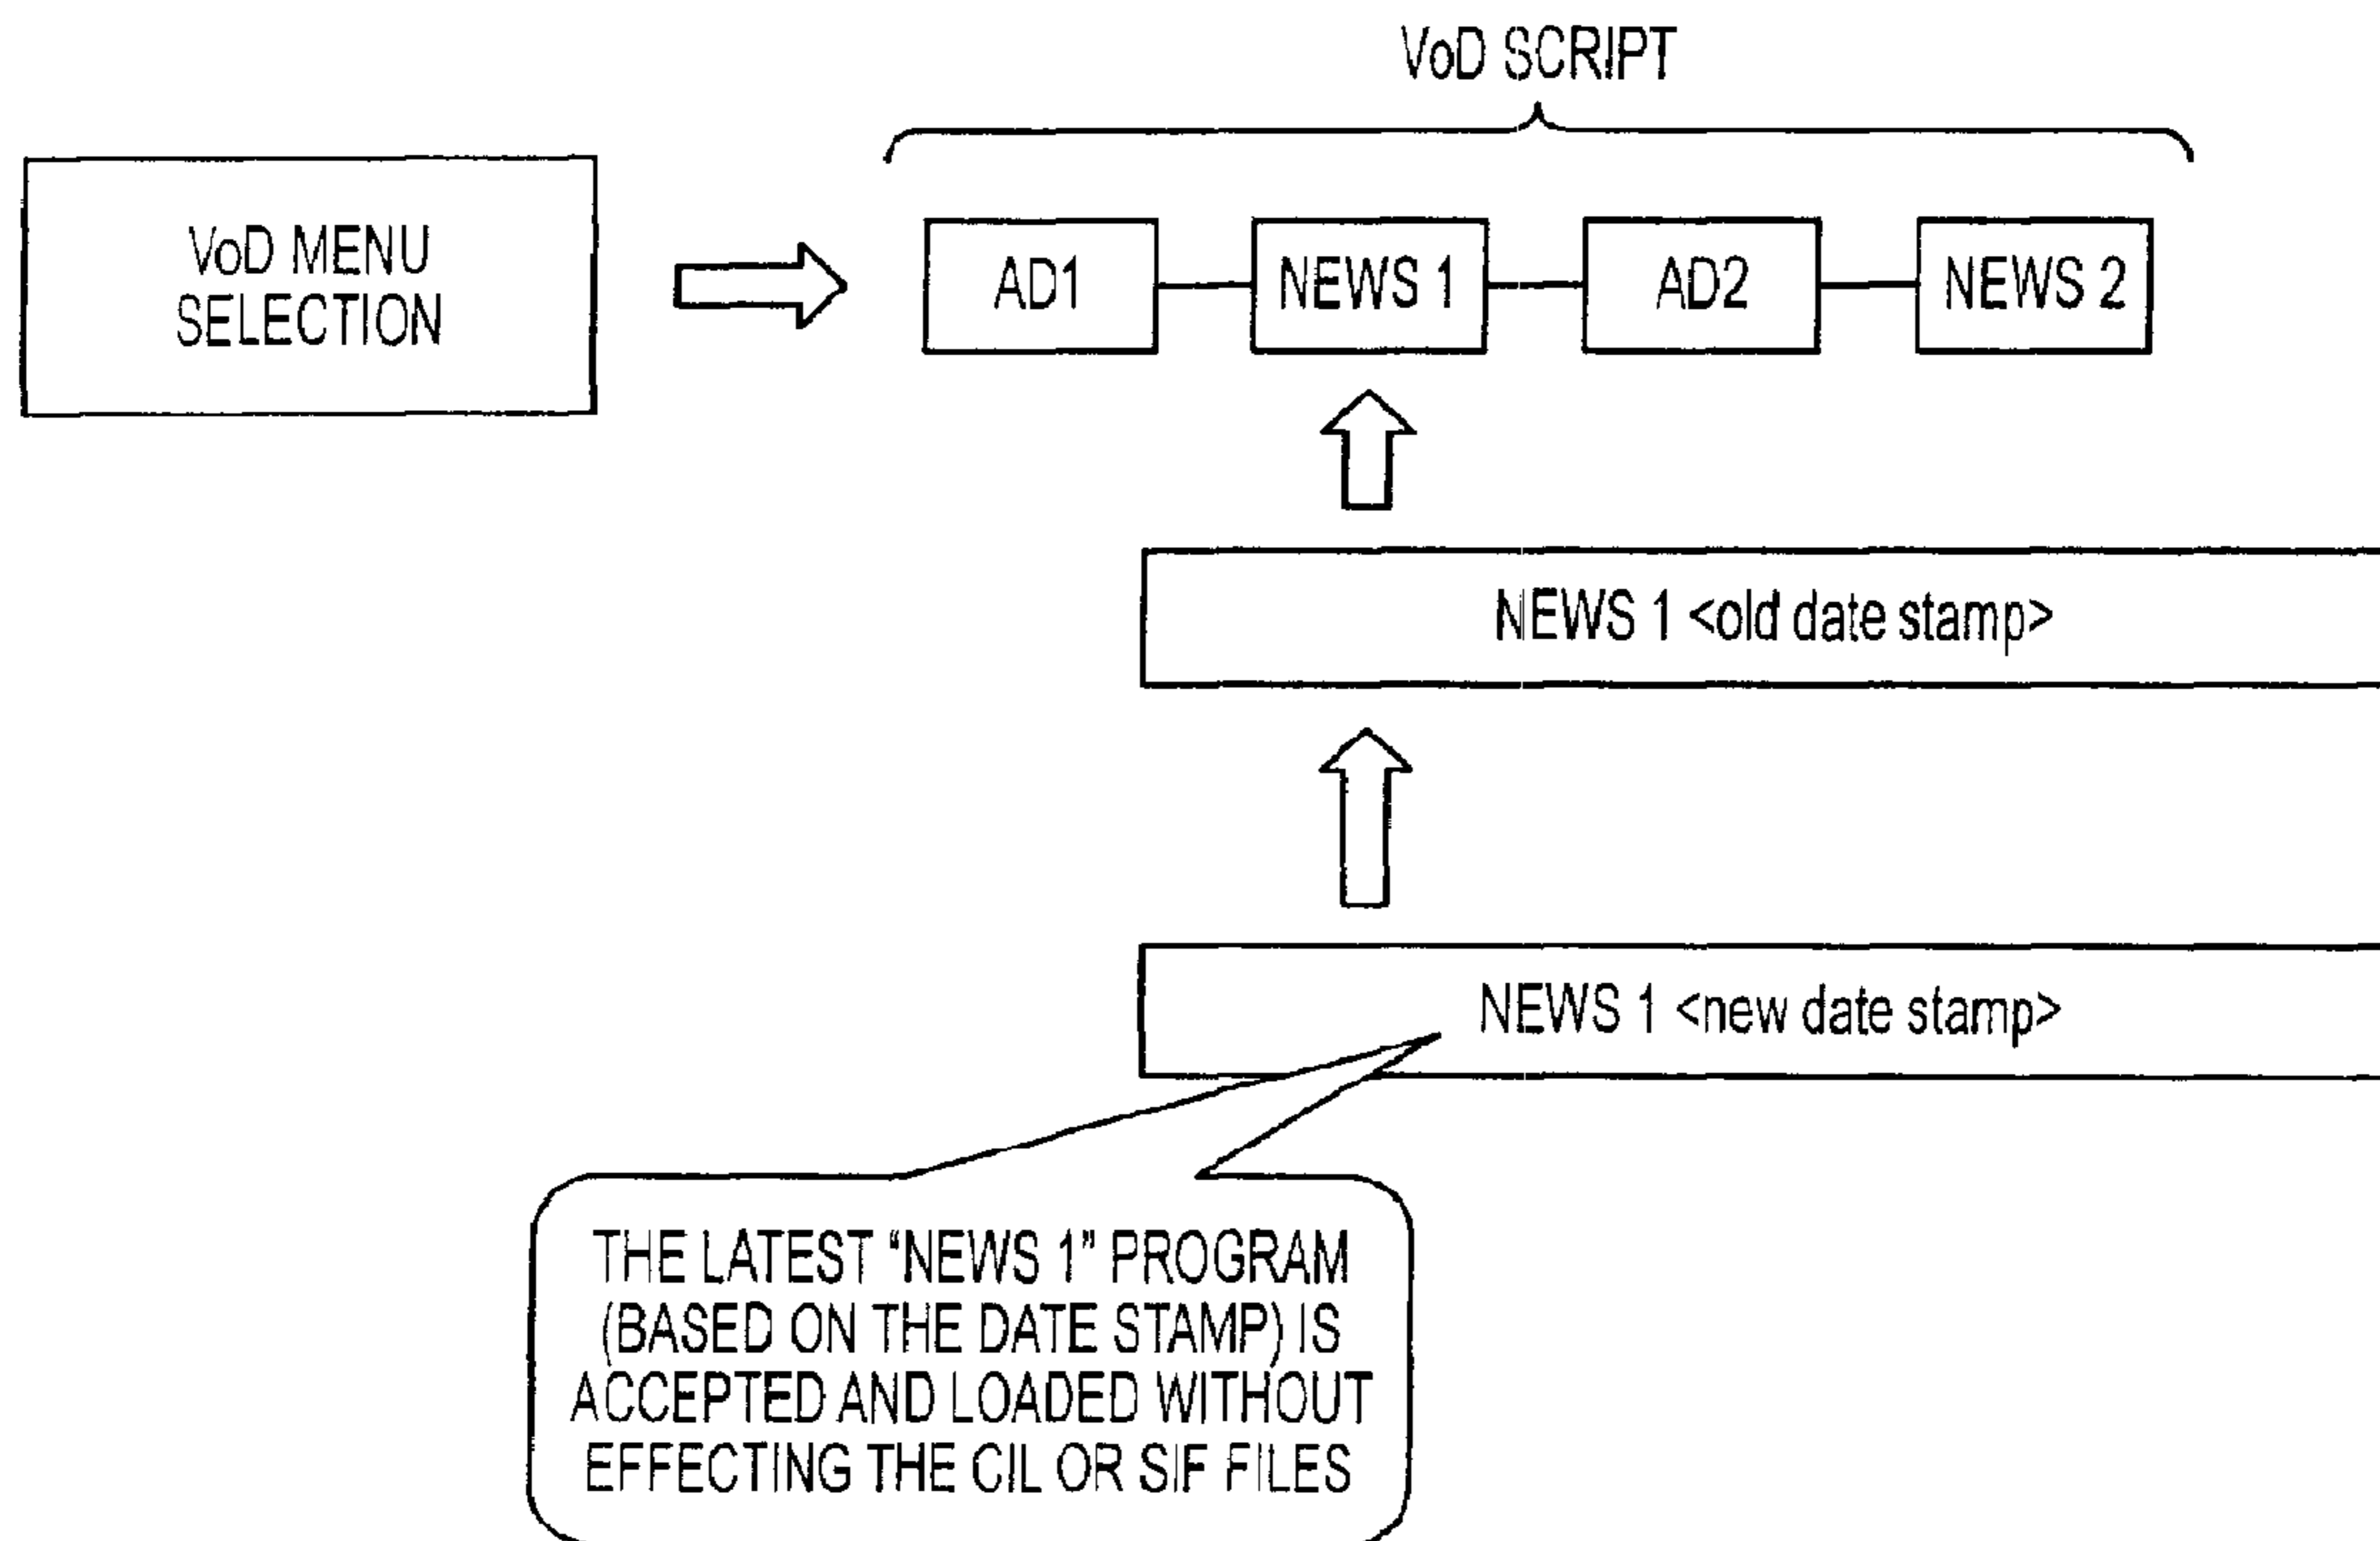 VoD SCRIPT
VoD MENU
SELECTION
AD1
NEWS 1
AD2
NEWS 2
NEWS 1 <old date stamp>
NEWS 1 <new date stamp>
THE LATEST “NEWS 1” PROGRAM
(BASED ON THE DATE STAMP) IS
ACCEPTED AND LOADED WITHOUT
EFFECTING THE CIL OR SIF FILES